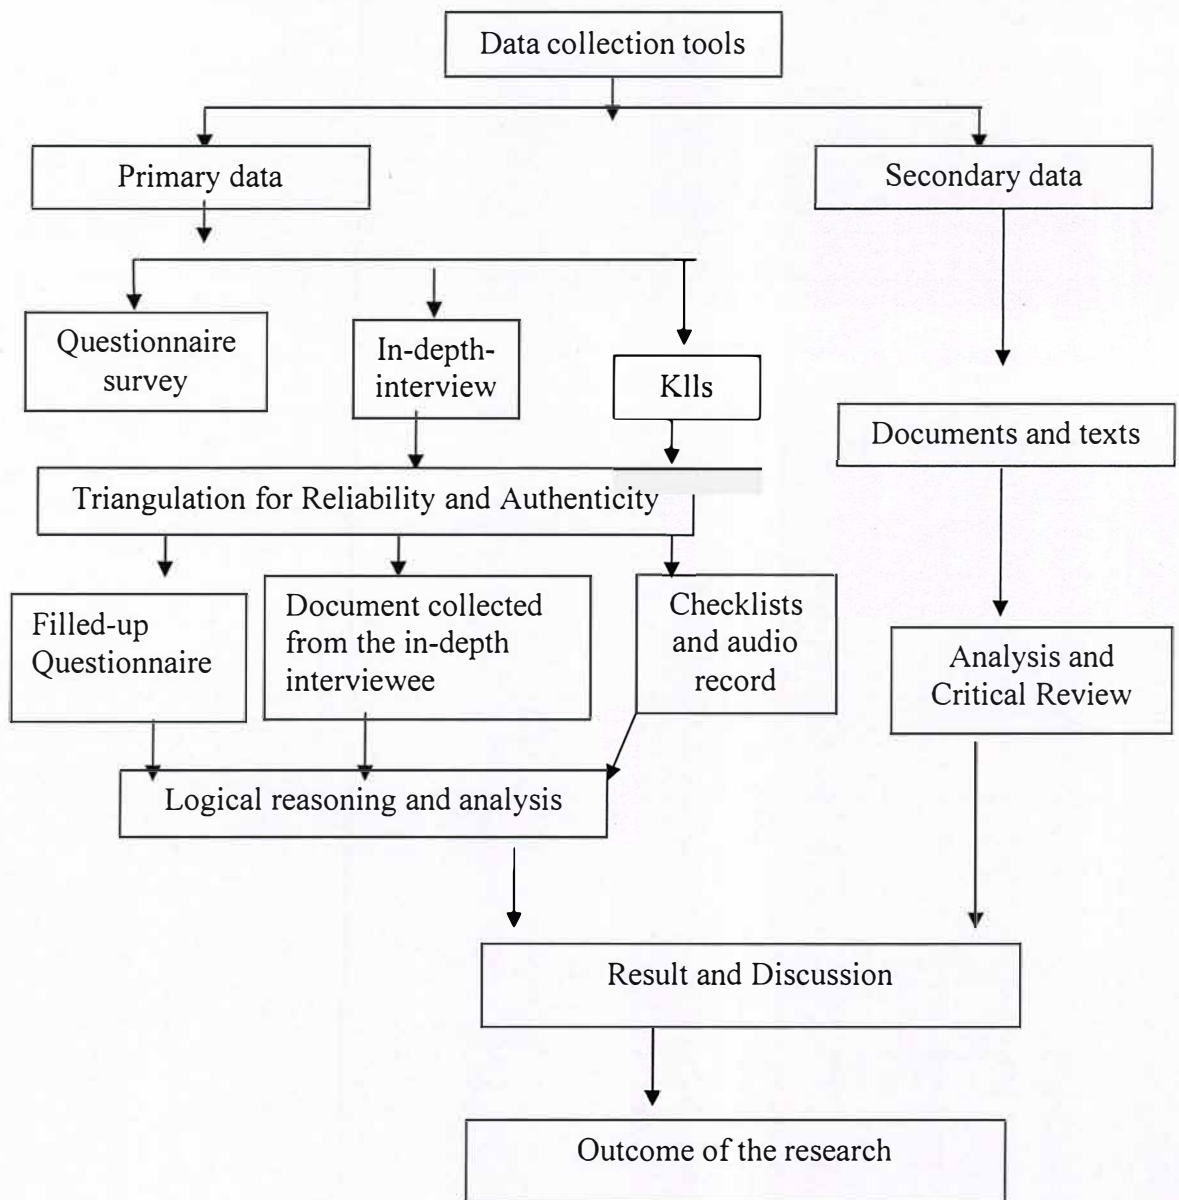 Data collection tools
Primary data
Secondary data
Questionnaire
survey
In-depth-
interview
Klls
Documents and texts
Triangulation for Reliability and Authenticity
Filled-up
Questionnaire
Document collected
from the in-depth
interviewee
Checklists
and audio
record
Analysis and
Critical Review
Logical reasoning and analysis
Result and Discussion
Outcome of the research